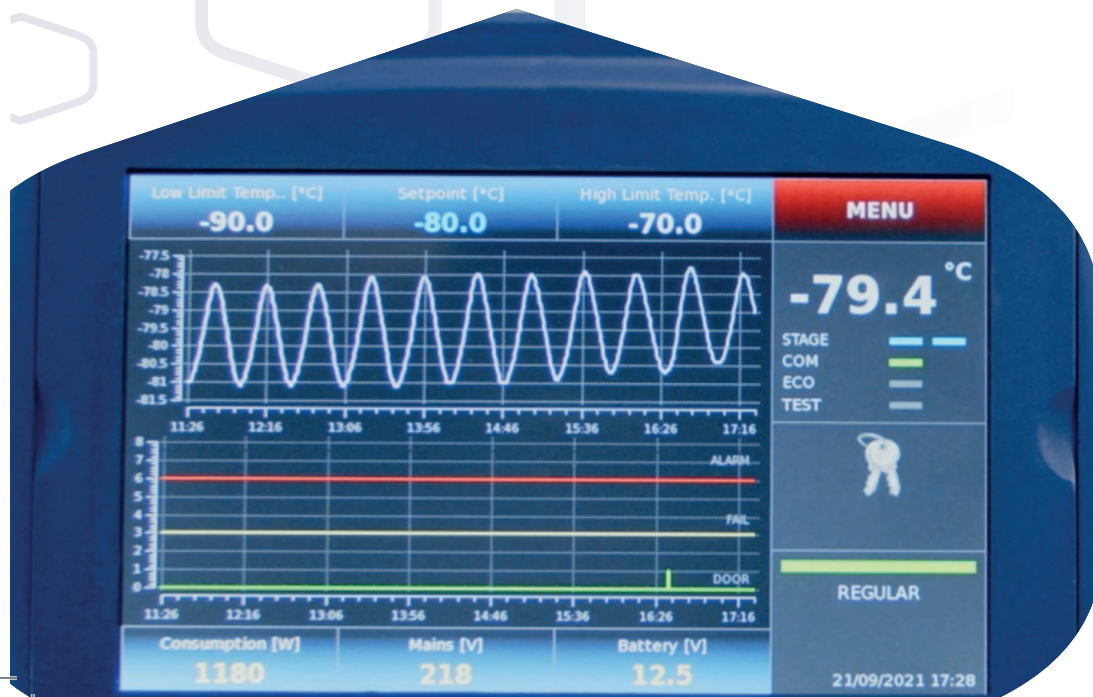 Low Limit Temp.. [°C] Setpoint [°C] High Limit Temp. [°C]
-90.0 -80.0 -70.0
MENU
-77.5
-78
-78.5
-79
-79.5
-80
-80.5
-81
-81.5
11:26 12:16 13:06 13:56 14:46 15:36 16:26 17:16
-79.4 °C
STAGE
COM
ECO
TEST
8
7
6
5
4
3
2
1
0
ALARM
FAIL
DOOR
11:26 12:16 13:06 13:56 14:46 15:36 16:26 17:16
REGULAR
Consumption [W] Mains [V] Battery [V]
1180 218 12.5
21/09/2021 17:28